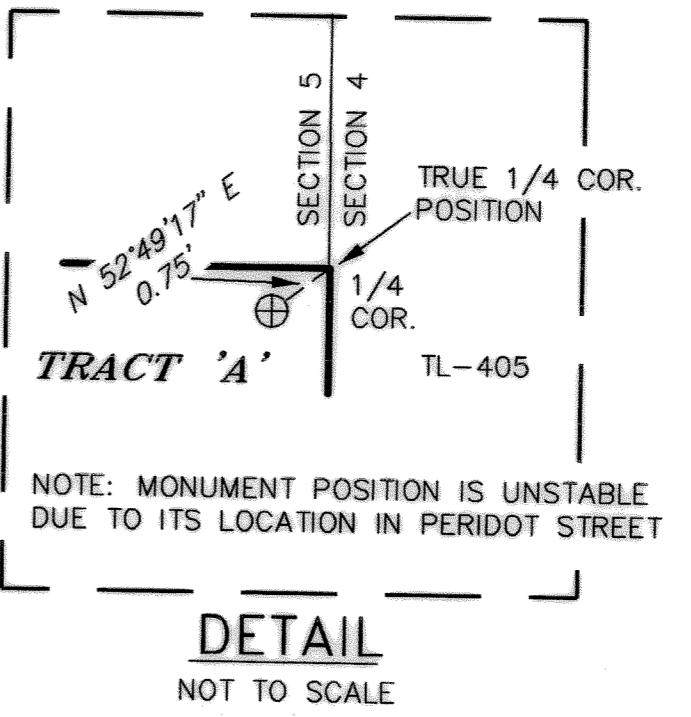 SECTION 5
SECTION 4
TRUE 1/4 COR.
POSITION
N 52°49'17" E
0.75'
1/4
COR.
TRACT 'A'
TL-405
NOTE: MONUMENT POSITION IS UNSTABLE
DUE TO ITS LOCATION IN PERIDOT STREET
DETAIL
NOT TO SCALE